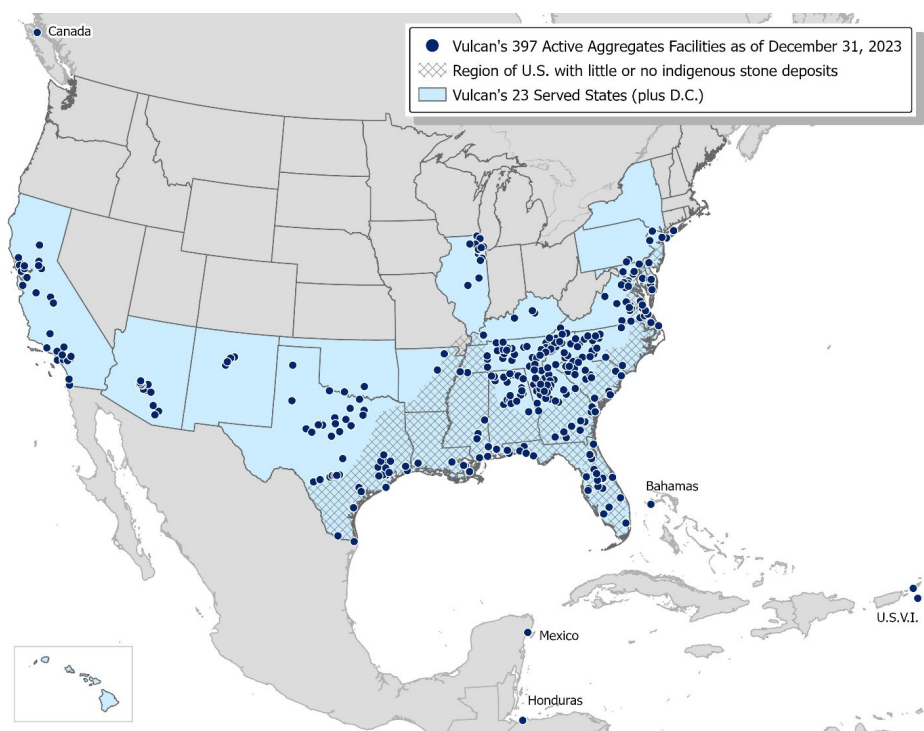 Canada
Vulcan's 397 Active Aggregates Facilities as of December 31, 2023
Region of U.S. with little or no indigenous stone deposits
Vulcan's 23 Served States (plus D.C.)
Bahamas
U.S.V.I.
Mexico
Honduras